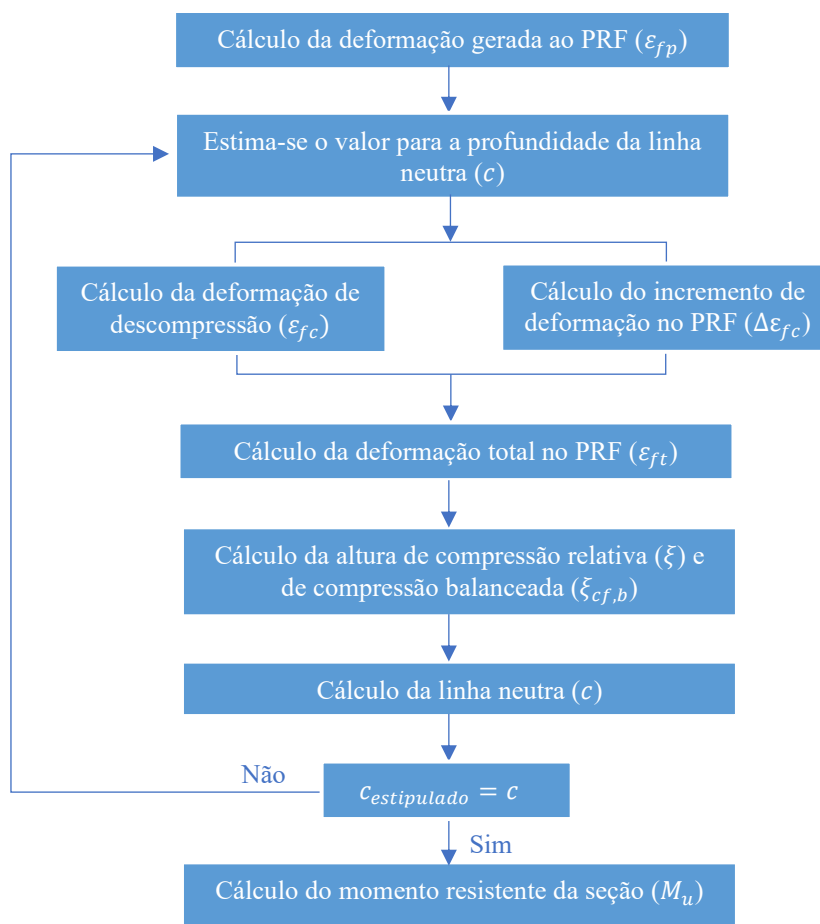 Cálculo da deformação gerada ao PRF (𝜀𝑓𝑝)
Estima-se o valor para a profundidade da linha
neutra (𝑐)
Cálculo da deformação de
descompressão (𝜀𝑓𝑐)
Cálculo do incremento de
deformação no PRF (Δε𝑓𝑐)
Cálculo da deformação total no PRF (𝜀𝑓𝑡)
Cálculo da altura de compressão relativa (𝜉) e
de compressão balanceada (𝜉𝑐𝑓,𝑏)
Cálculo da linha neutra (𝑐)
Não
𝑐𝑒𝑠𝑡𝑖𝑝𝑢𝑙𝑎𝑑𝑜 = 𝑐
Sim
Cálculo do momento resistente da seção (𝑀𝑢)